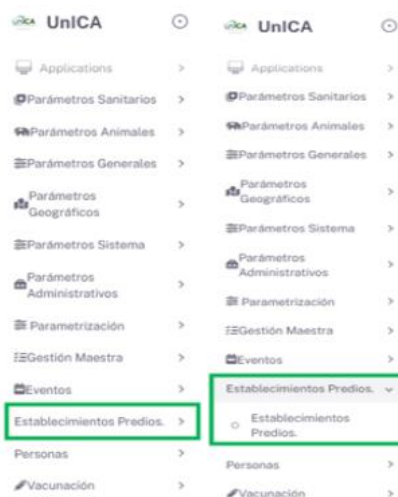 UnICA
Applications
Parámetros Sanitarios
Parámetros Animales
Parámetros Generales
Parámetros
Geográficos
Parámetros Sistema
Parámetros
Administrativos
Parametrización
Gestión Maestra
Eventos
Establecimientos Predios.
Personas
Vacunación
UnICA
Applications
Parámetros Sanitarios
Parámetros Animales
Parámetros Generales
Parámetros
Geográficos
Parámetros Sistema
Parámetros
Administrativos
Parametrización
Gestión Maestra
Eventos
Establecimientos Predios.
Establecimientos
Predios.
Personas
Vacunación